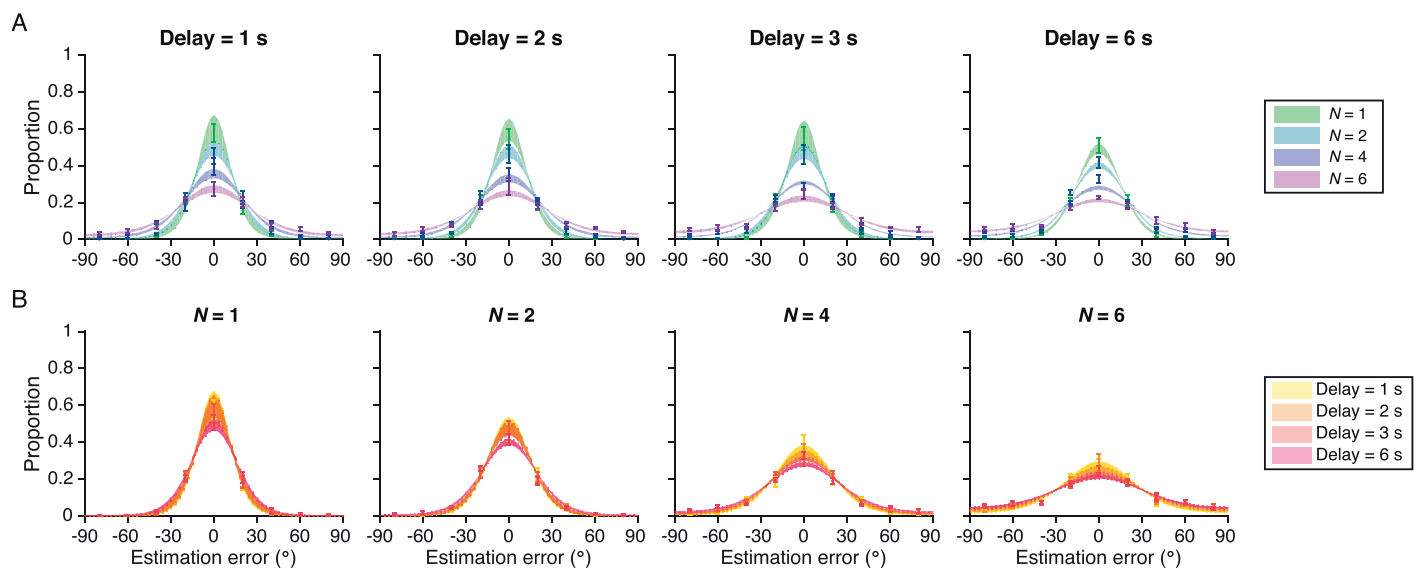 A
Delay = 1 s
Delay = 2 s
Delay = 3 s
Delay = 6 s
Proportion
1
0.8
0.6
0.4
0.2
0
-90 -60 -30 0 30 60 90
-90 -60 -30 0 30 60 90
-90 -60 -30 0 30 60 90
-90 -60 -30 0 30 60 90
N = 1
N = 2
N = 4
N = 6
B
N = 1
N = 2
N = 4
N = 6
Proportion
1
0.8
0.6
0.4
0.2
0
-90 -60 -30 0 30 60 90
-90 -60 -30 0 30 60 90
-90 -60 -30 0 30 60 90
-90 -60 -30 0 30 60 90
Estimation error (°)
Estimation error (°)
Estimation error (°)
Estimation error (°)
Delay = 1 s
Delay = 2 s
Delay = 3 s
Delay = 6 s